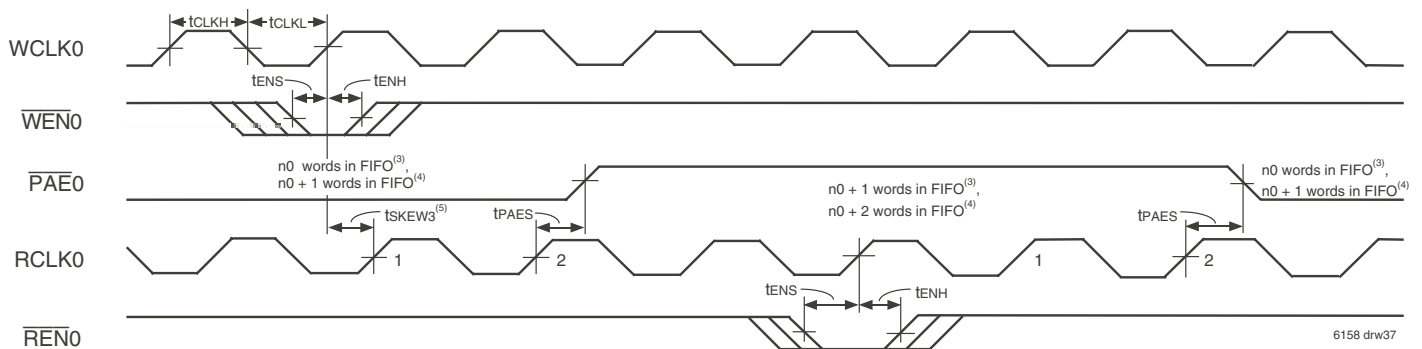 tCLKH
tCLKL
WCLK0
tENS
tENH
WEN0
n0 words in FIFO(3),
n0 + 1 words in FIFO(4)
PAE0
n0 + 1 words in FIFO(3),
n0 + 2 words in FIFO(4)
n0 words in FIFO(3),
n0 + 1 words in FIFO(4)
tSKEW3(5)
tPAES
tPAES
RCLK0
1
2
1
2
tENS
tENH
REN0
6158 drw37